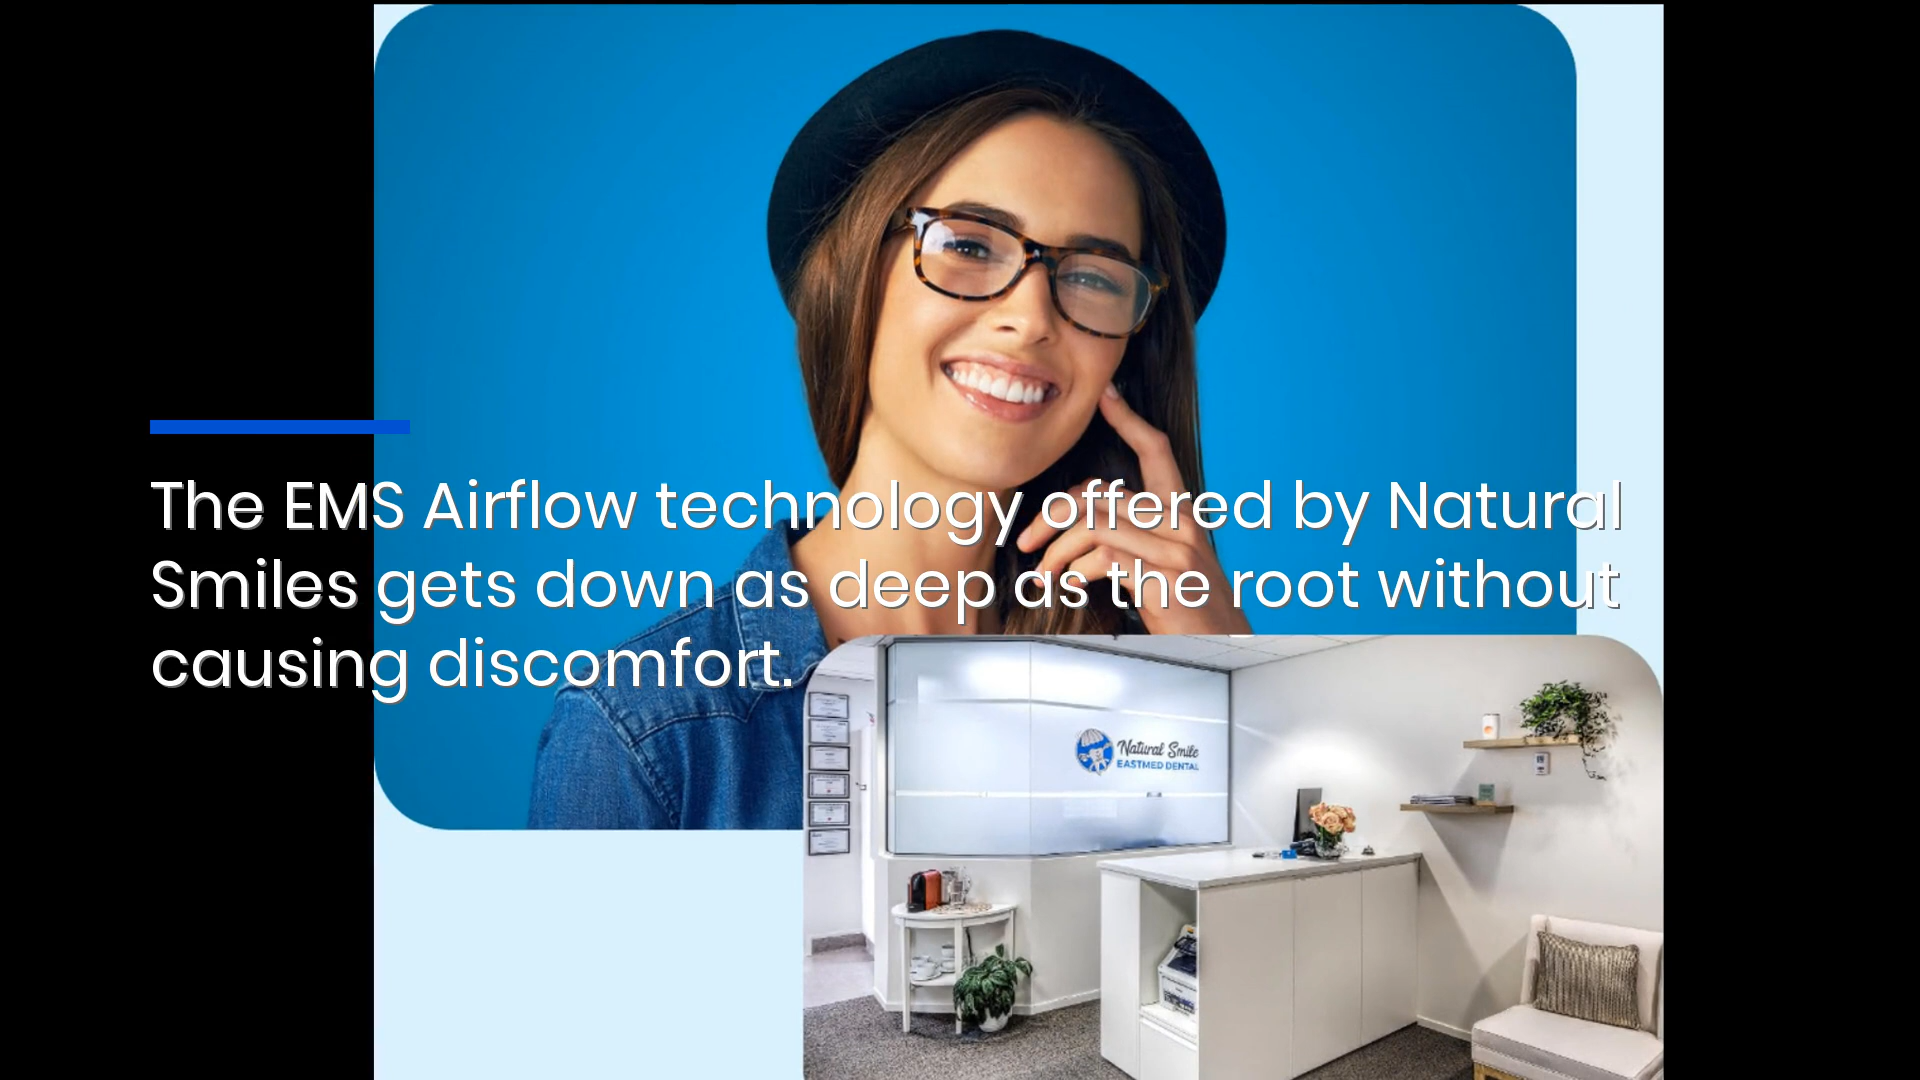 The EMS Airflow technology offered by Natural
Smiles gets down as deep as the root without
causing discomfort.
Natural Smile
EASTMED DENTAL